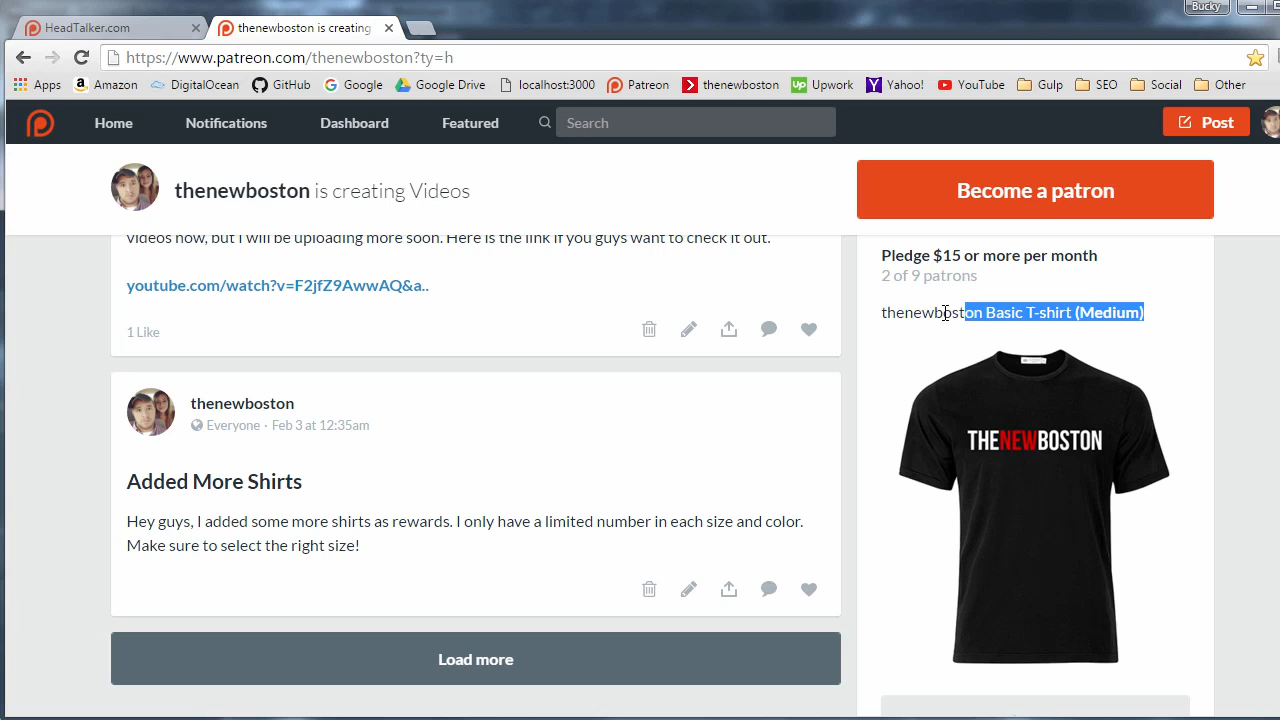 Bucky
HeadTalker.com
thenewboston is creating
https://www.patreon.com/thenewboston?ty=h
Apps
Amazon
DigitalOcean
GitHub
Google
Google Drive
localhost:3000
Patreon
thenewboston
Up
Upwork
Yahoo!
YouTube
Gulp
SEO
Social
Other
Home
Notifications
Dashboard
Featured
Search
Post
thenewboston is creating Videos
Become a patron
videos now, but I will be uploading more soon. Here is the link if you guys want to check it out.
youtube.com/watch?v=F2jfZ9AwwAQ&a..
1 Like
thenewboston
Everyone · Feb 3 at 12:35am
Added More Shirts
Hey guys, I added some more shirts as rewards. I only have a limited number in each size and color.
Make sure to select the right size!
Load more
Pledge $15 or more per month
2 of 9 patrons
thenewboston Basic T-shirt (Medium)
THENEWBOSTON